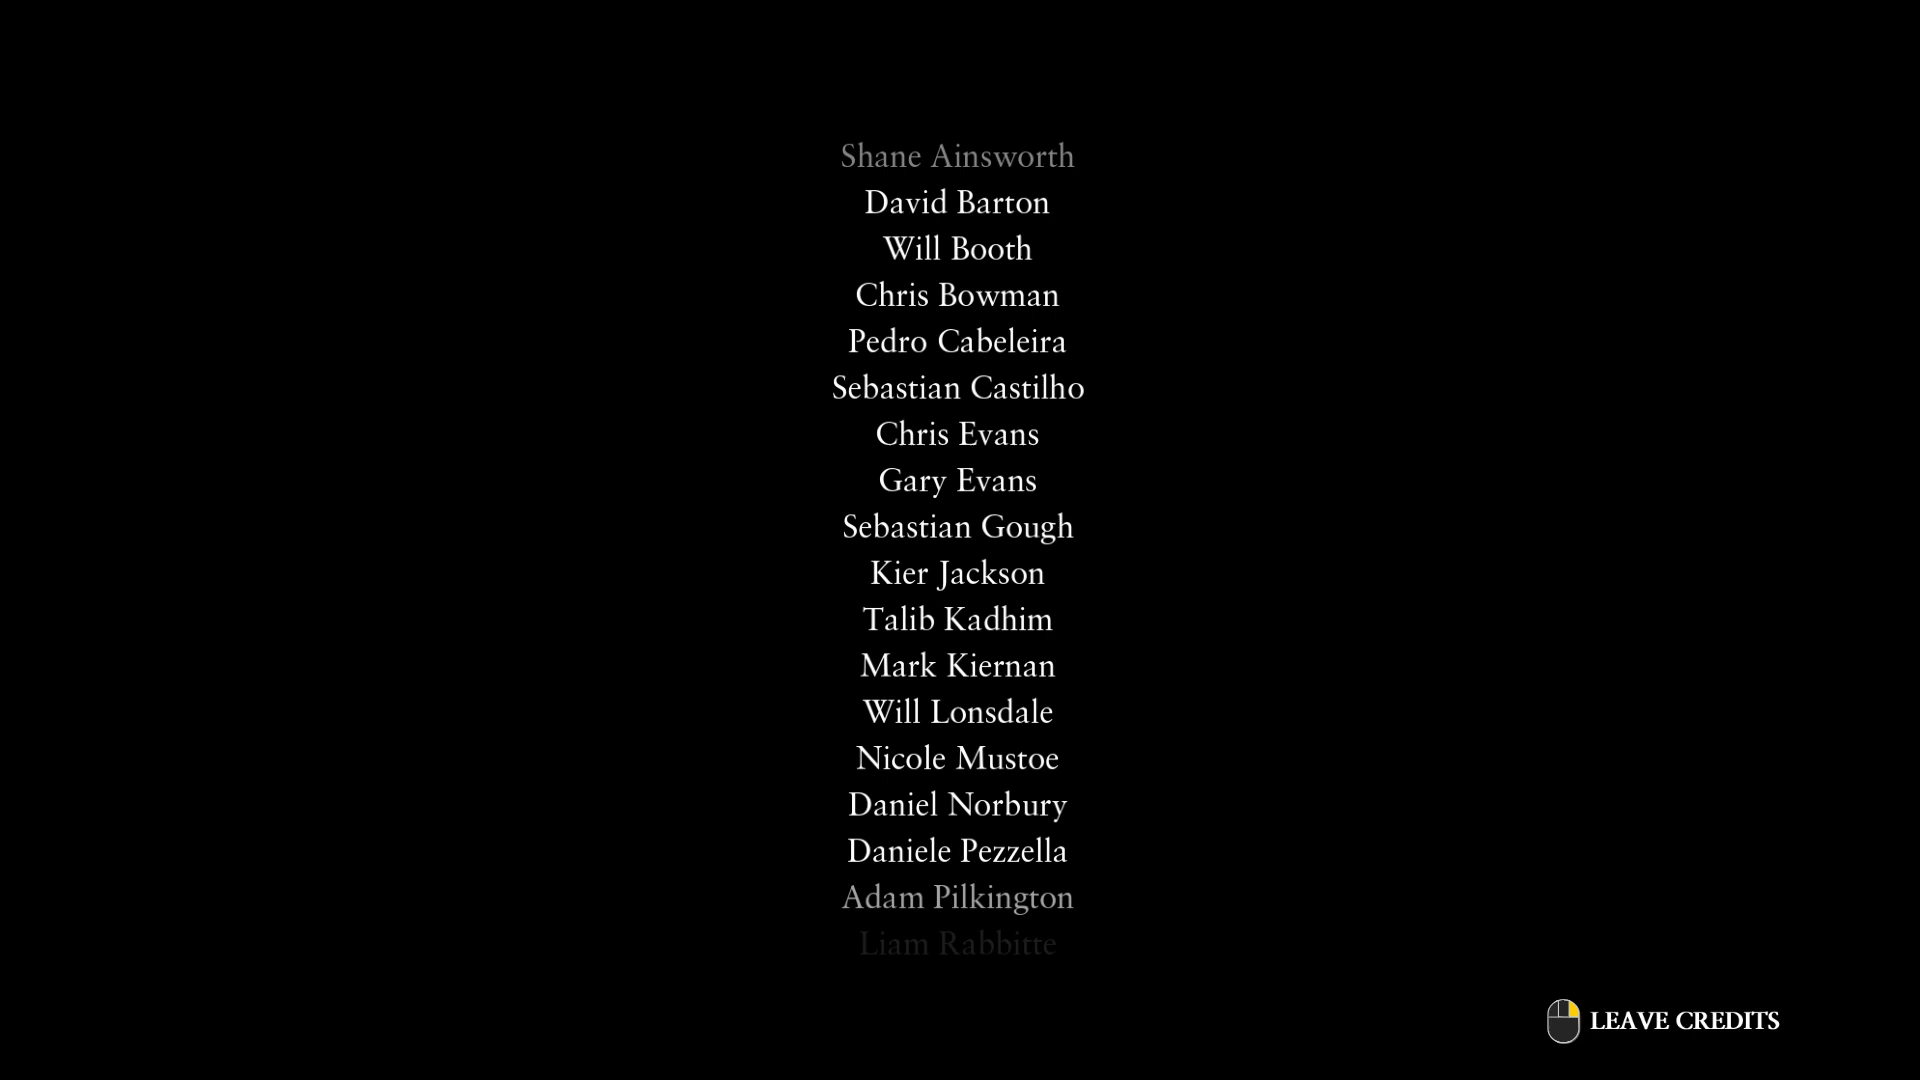 Shane Ainsworth
David Barton
Will Booth
Chris Bowman
Pedro Cabeleira
Sebastian Castilho
Chris Evans
Gary Evans
Sebastian Gough
Kier Jackson
Talib Kadhim
Mark Kiernan
Will Lonsdale
Nicole Mustoe
Daniel Norbury
Daniele Pezzella
Adam Pilkington
Liam Rabbitte
LEAVE CREDITS